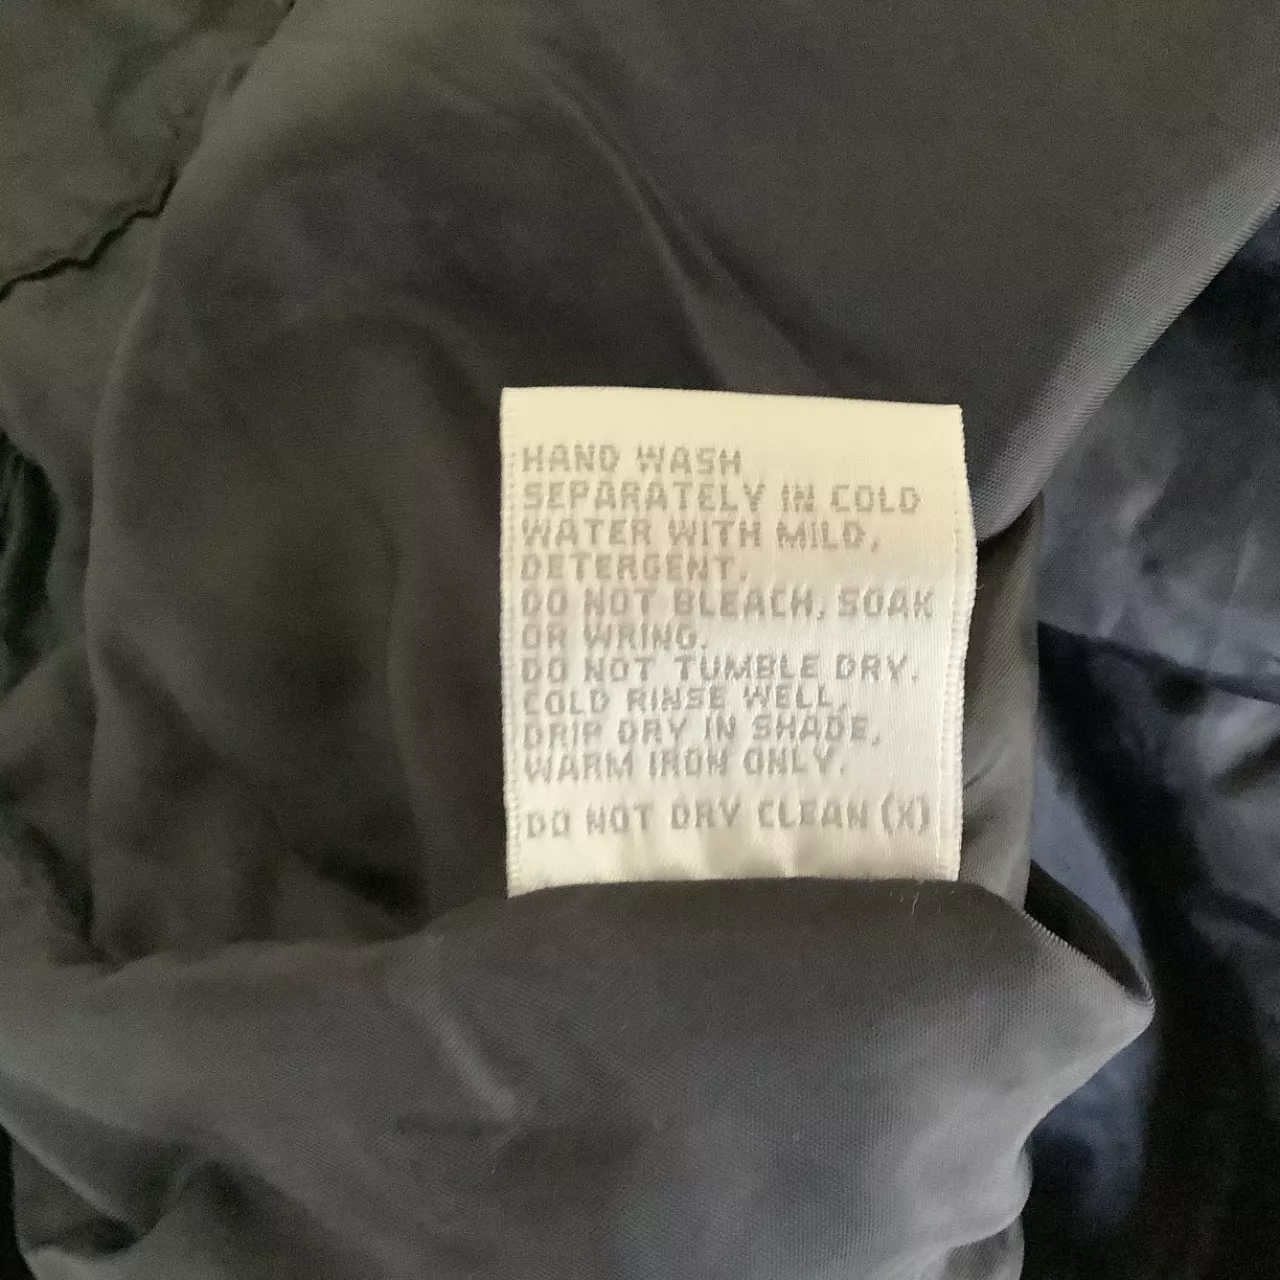 HAND WASH
SEPARATELY IN COLD
WATER WITH MILD,
DETERGENT.
DO NOT BLEACH, SOAK
OR WRING.
DO NOT TUMBLE DRY.
COLD RINSE WELL,
DRIP DRY IN SHADE,
WARM IRON ONLY.
DO NOT DRY CLEAN (X)